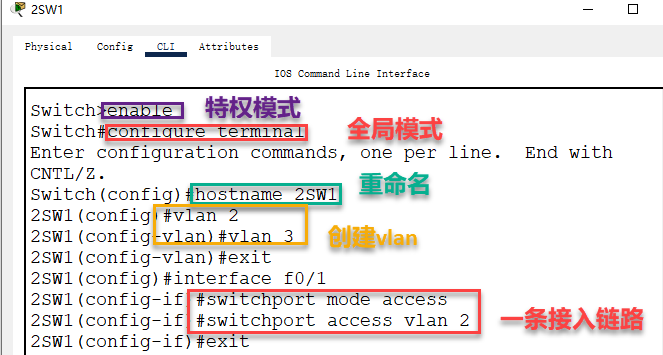 2SW1
Physical Config CLI Attributes
IOS Command Line Interface
Switch>enable 特权模式
Switch#configure terminal 全局模式
Enter configuration commands, one per line. End with
CNTL/Z.
Switch(config)#hostname 2SW1 重命名
2SW1(config)#vlan 2
2SW1(config-vlan)#vlan 3 创建vlan
2SW1(config-vlan)#exit
2SW1(config)#interface f0/1
2SW1(config-if)#switchport mode access
2SW1(config-if)#switchport access vlan 2 一条接入链路
2SW1(config-if)#exit